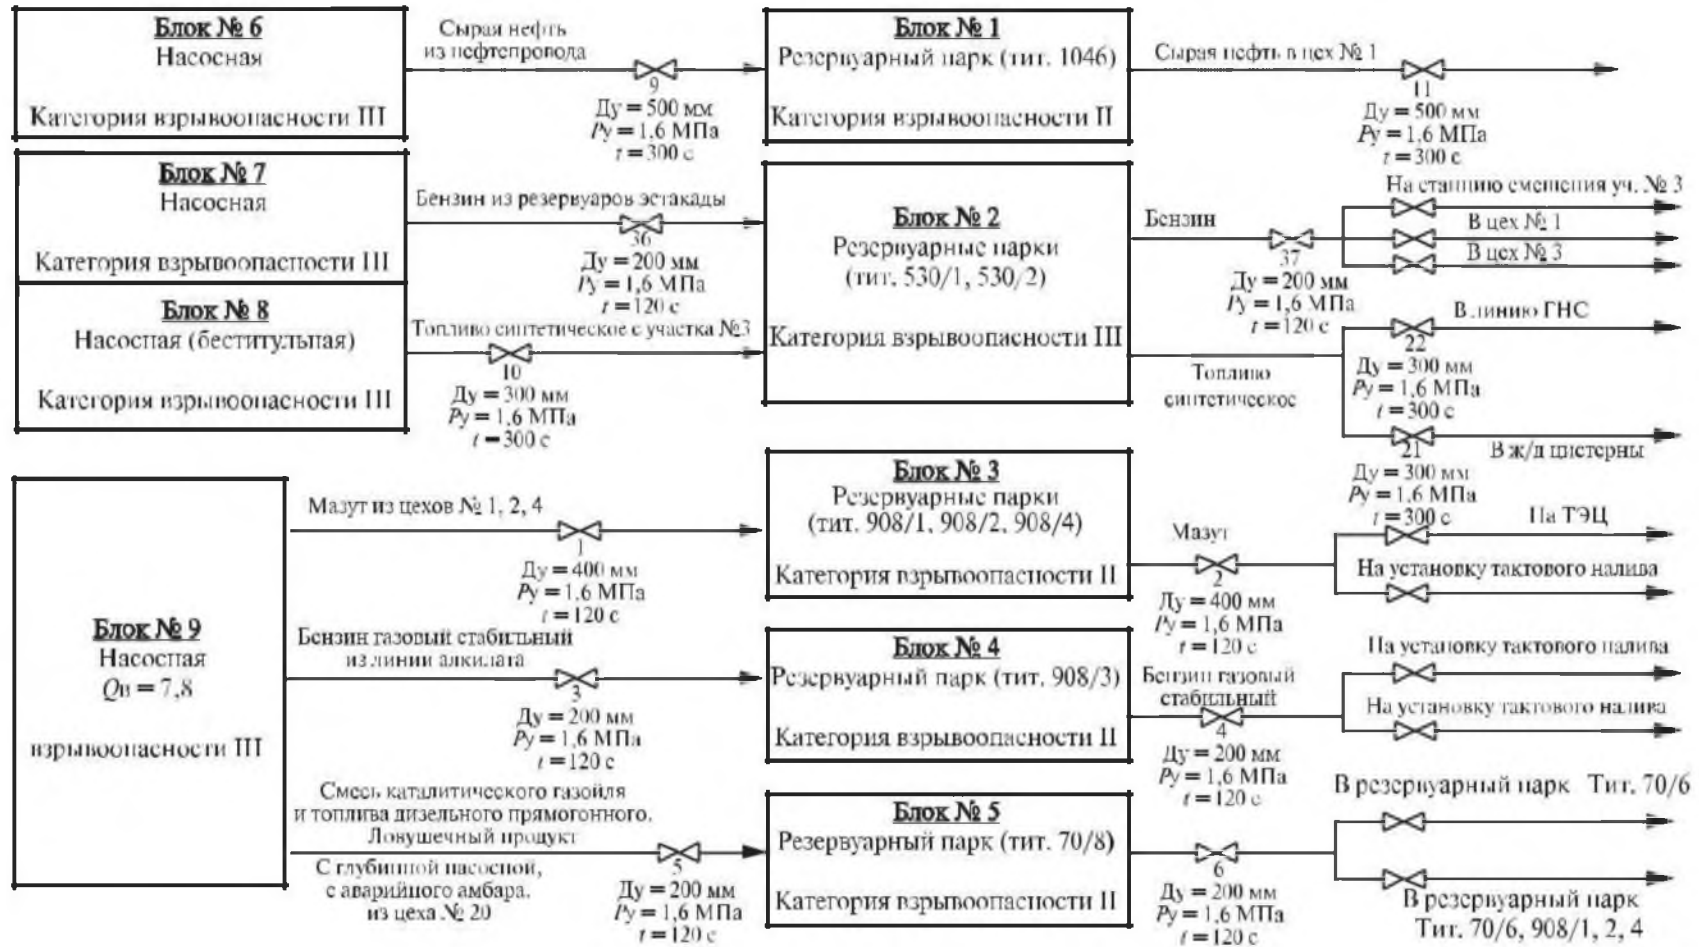 Блок № 6
Насосная
Категория взрывоопасности III
Сырая нефть
из нефтепровода
9
Ду = 500 мм
Ру = 1,6 МПа
t = 300 с
Блок № 1
Резервуарный парк (тит. 1046)
Категория взрывоопасности II
Сырая нефть в цех № 1
11
Ду = 500 мм
Ру = 1,6 МПа
t = 300 с
Блок № 7
Насосная
Категория взрывоопасности III
Бензин из резервуаров эстакады
36
Ду = 200 мм
Ру = 1,6 МПа
t = 120 с
Блок № 8
Насосная (беститульная)
Категория взрывоопасности III
Топливо синтетическое с участка №3
10
Ду = 300 мм
Ру = 1,6 МПа
t = 300 с
Блок № 2
Резервуарные парки
(тит. 530/1, 530/2)
Категория взрывоопасности III
Бензин
37
Ду = 200 мм
Ру = 1,6 МПа
t = 120 с
На станцию смешения уч. № 3
В цех № 1
В цех № 3
Топливо
синтетическое
В линию ГНС
22
Ду = 300 мм
Ру = 1,6 МПа
t = 300 с
В ж/д цистерны
21
Ду = 300 мм
Ру = 1,6 МПа
t = 300 с
Блок № 9
Насосная
Qв = 7,8
взрывоопасности III
Мазут из цехов № 1, 2, 4
1
Ду = 400 мм
Ру = 1,6 МПа
t = 120 с
Блок № 3
Резервуарные парки
(тит. 908/1, 908/2, 908/4)
Категория взрывоопасности II
Мазут
2
Ду = 400 мм
Ру = 1,6 МПа
t = 120 с
На ТЭЦ
На установку тактового налива
Бензин газовый стабильный
из линии алкилата
3
Ду = 200 мм
Ру = 1,6 МПа
t = 120 с
Блок № 4
Резервуарный парк (тит. 908/3)
Категория взрывоопасности II
Бензин газовый
стабильный
4
Ду = 200 мм
Ру = 1,6 МПа
t = 120 с
На установку тактового налива
На установку тактового налива
Смесь каталитического газойля
и топлива дизельного прямогонного.
Ловушечный продукт
С глубинной насосной,
с аварийного амбара,
из цеха № 20
5
Ду = 200 мм
Ру = 1,6 МПа
t = 120 с
Блок № 5
Резервуарный парк (тит. 70/8)
Категория взрывоопасности II
6
Ду = 200 мм
Ру = 1,6 МПа
t = 120 с
В резервуарный парк Тит. 70/6
В резервуарный парк
Тит. 70/6, 908/1, 2, 4